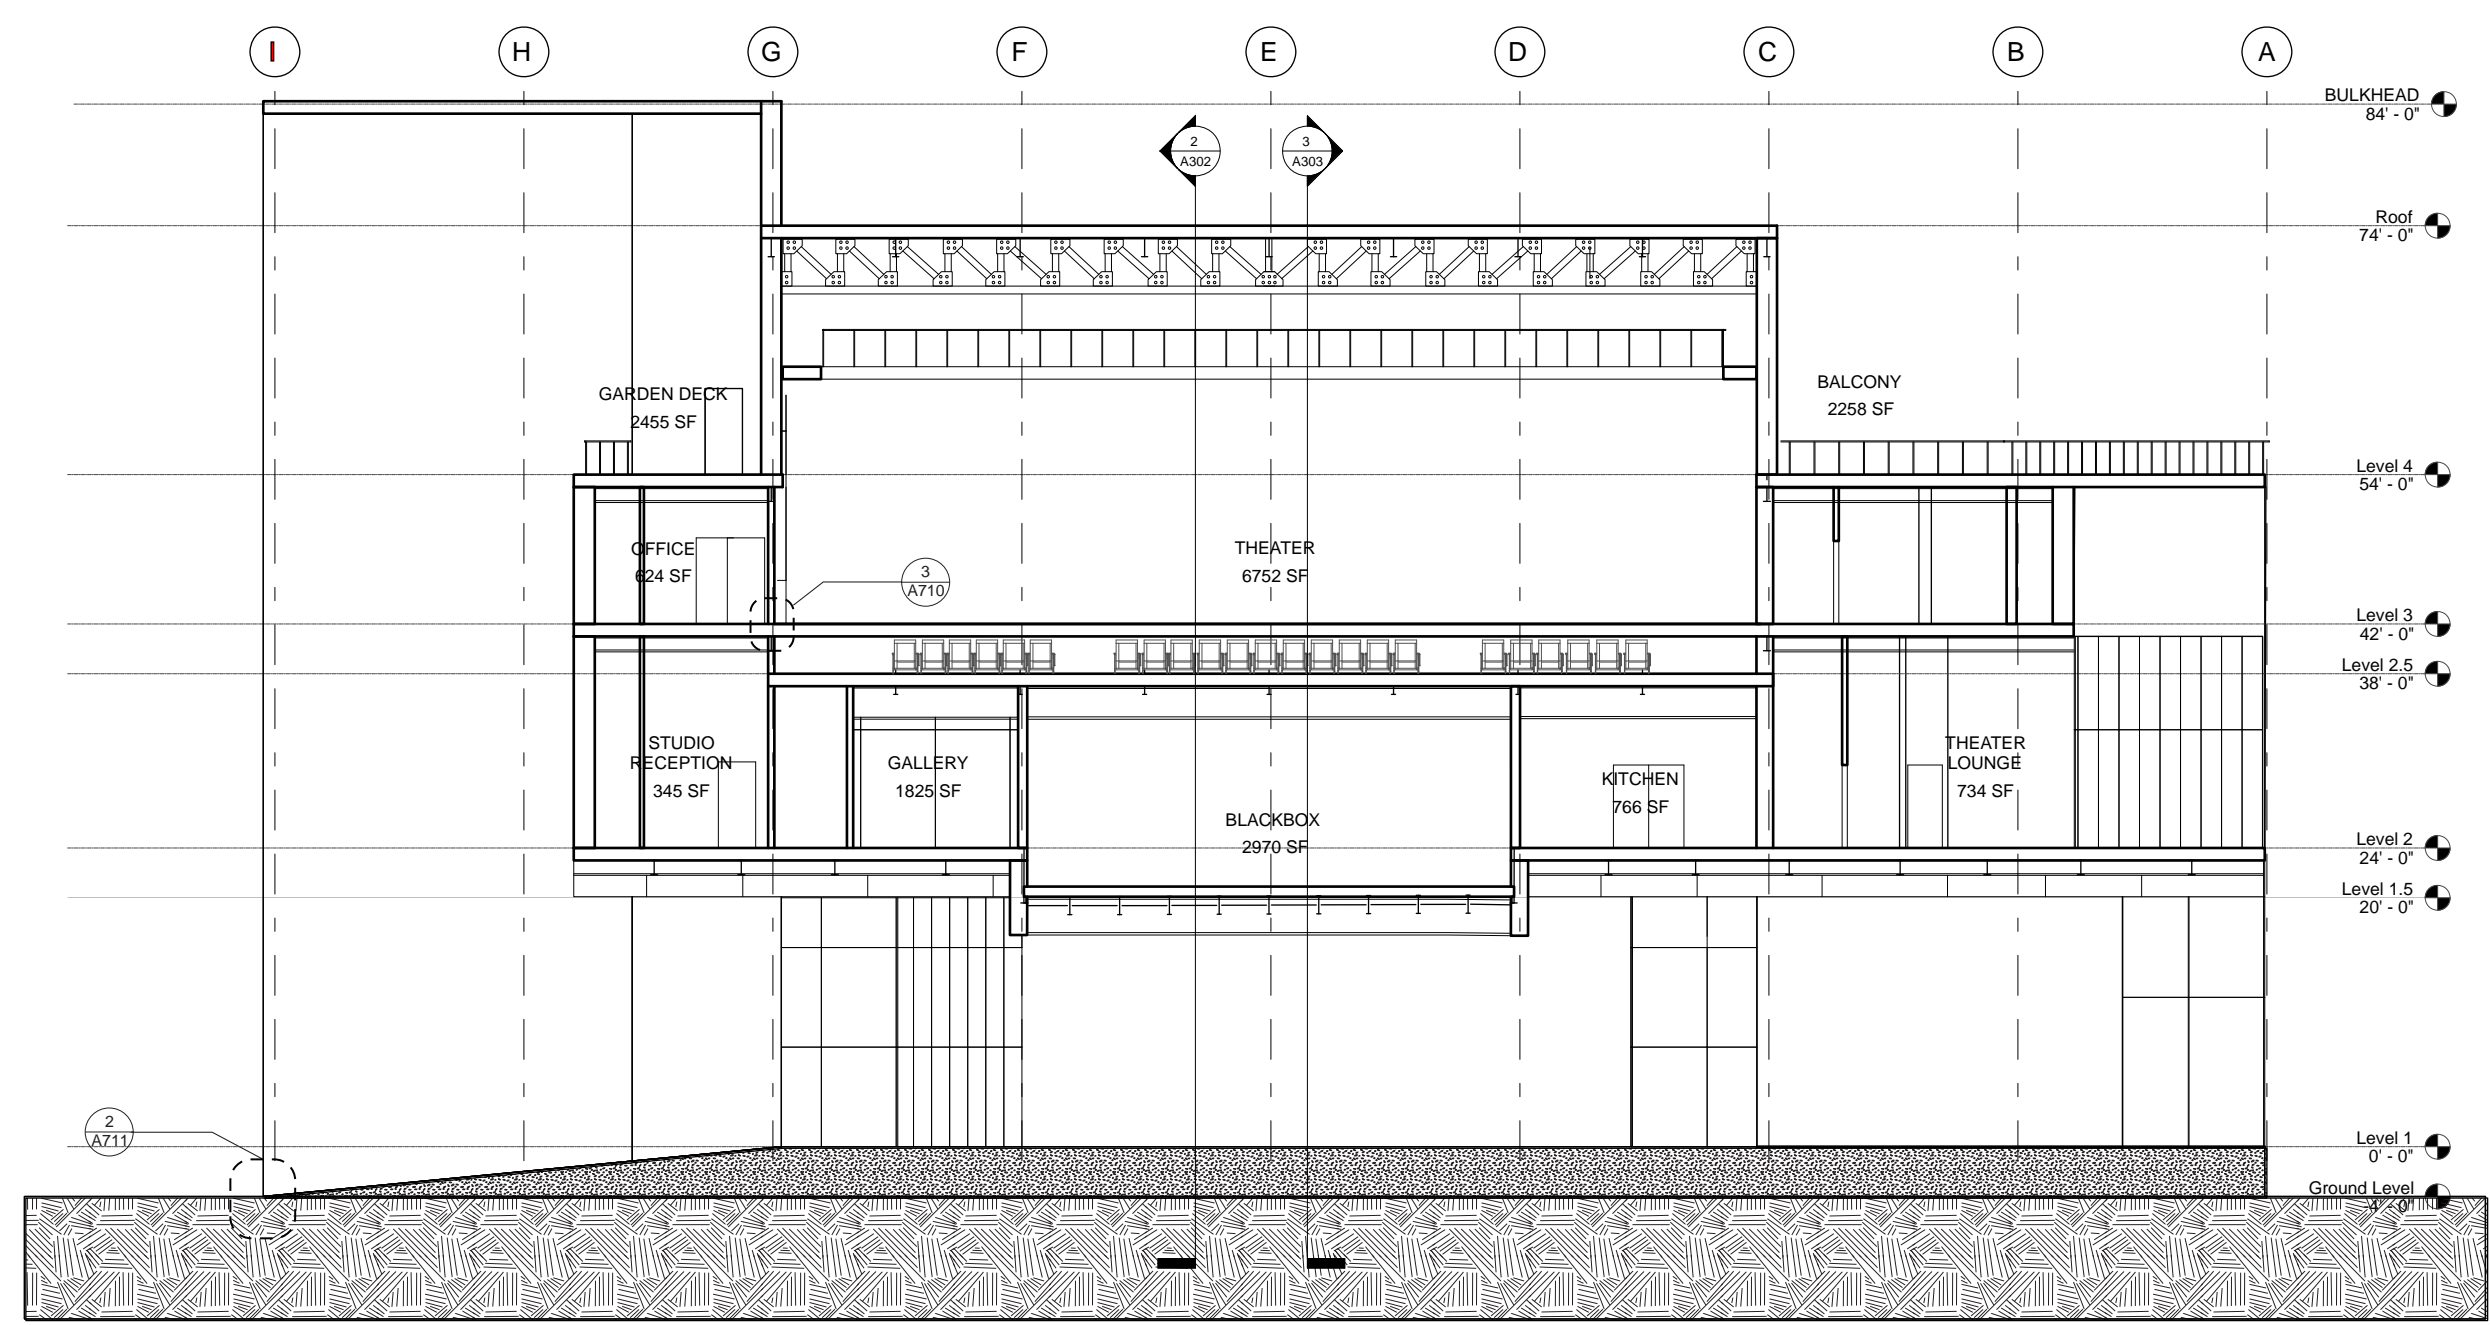 I H G F E D C B A
BULKHEAD
84' - 0"
2
A302
3
A303
Roof
74' - 0"
GARDEN DECK
2455 SF
BALCONY
2258 SF
Level 4
54' - 0"
OFFICE
624 SF
3
A710
THEATER
6752 SF
Level 3
42' - 0"
Level 2.5
38' - 0"
STUDIO
RECEPTION
345 SF
GALLERY
1825 SF
BLACKBOX
2970 SF
KITCHEN
766 SF
THEATER
LOUNGE
734 SF
Level 2
24' - 0"
Level 1.5
20' - 0"
2
A711
Level 1
0' - 0"
Ground Level
-4' - 0"